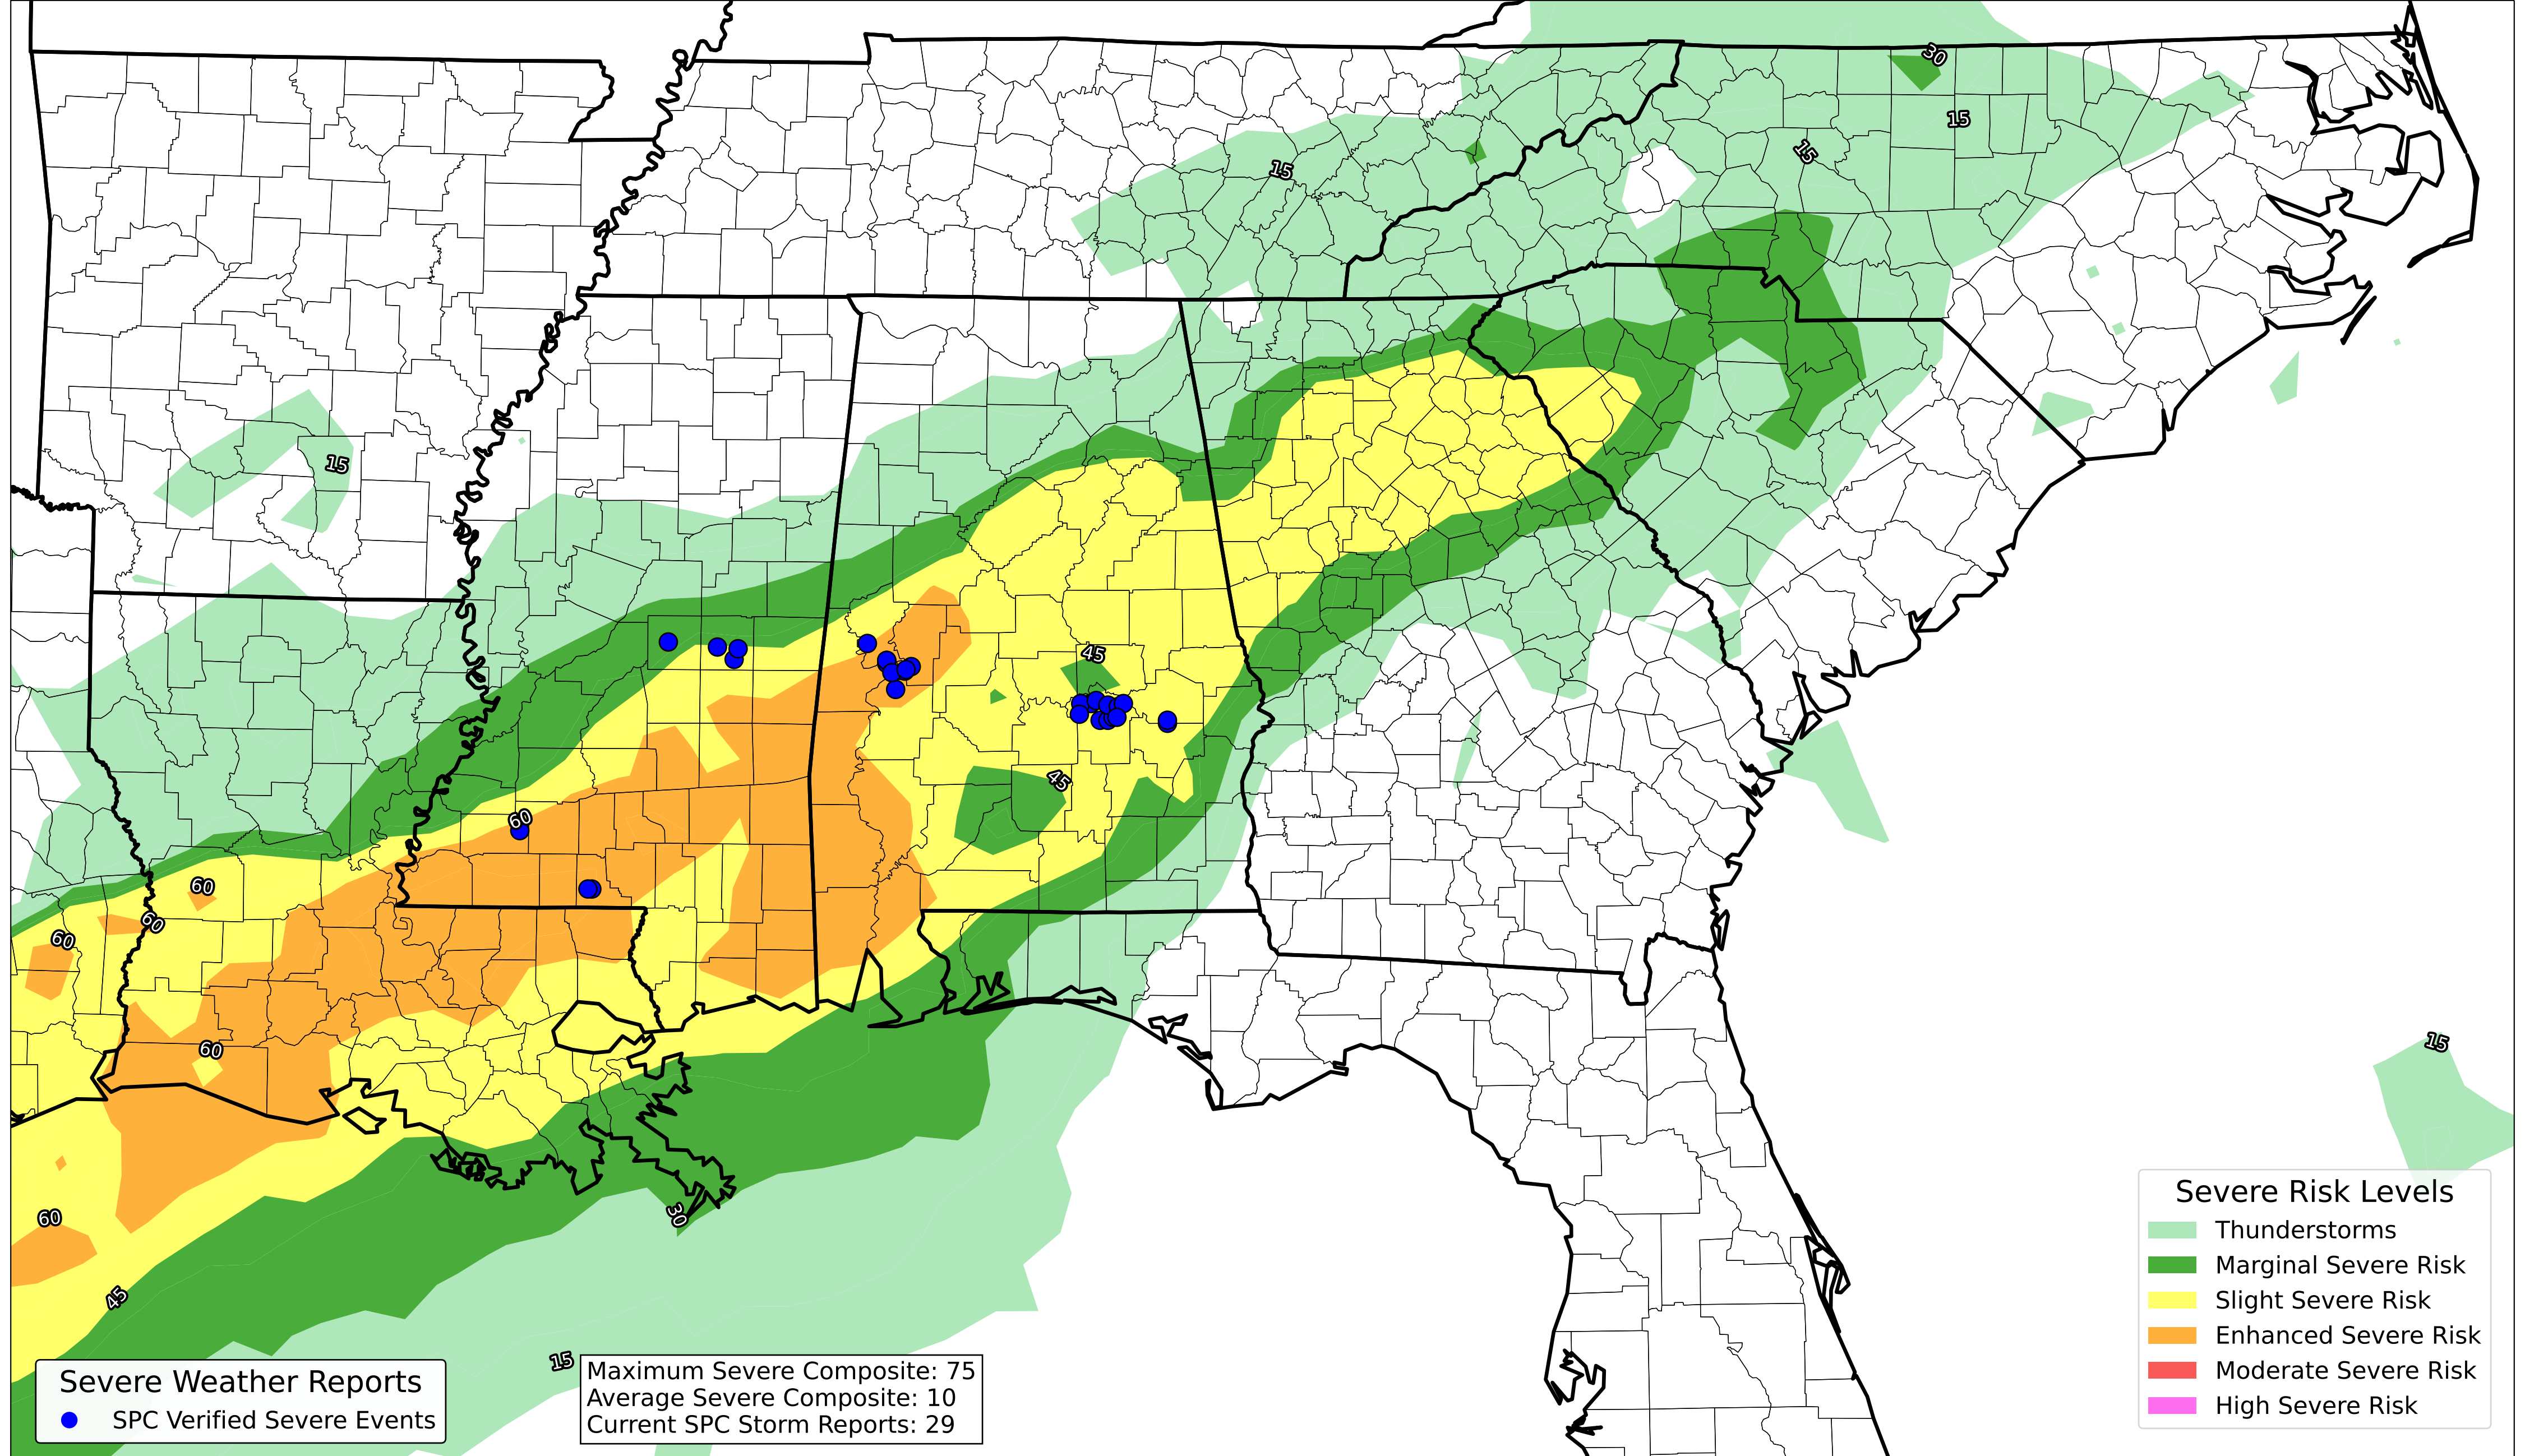 30
15
15
15
15
45
45
60
60
60
60
60
15
60
30
45
15
Severe Risk Levels
Thunderstorms
Marginal Severe Risk
Slight Severe Risk
Enhanced Severe Risk
Moderate Severe Risk
High Severe Risk
Severe Weather Reports
SPC Verified Severe Events
Maximum Severe Composite: 75
Average Severe Composite: 10
Current SPC Storm Reports: 29